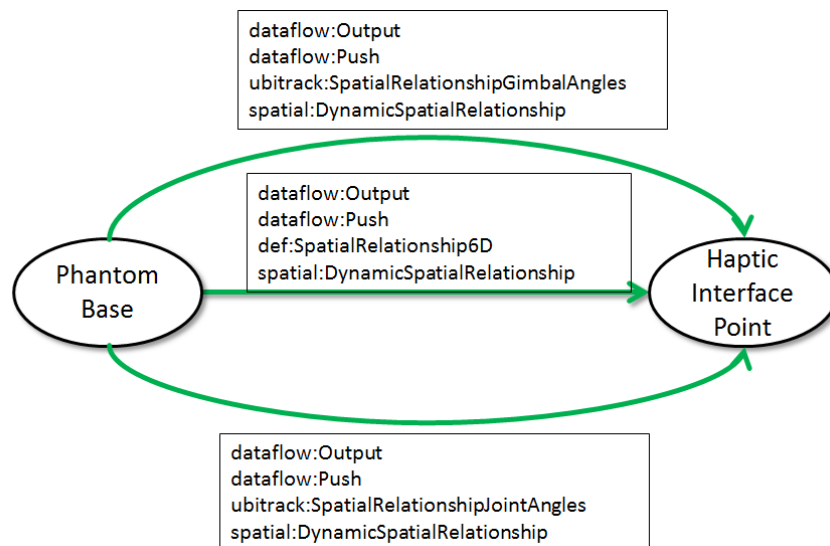 dataflow:Output
dataflow:Push
ubitrack:SpatialRelationshipGimbalAngles
spatial:DynamicSpatialRelationship
dataflow:Output
dataflow:Push
def:SpatialRelationship6D
spatial:DynamicSpatialRelationship
Phantom
Base
Haptic
Interface
Point
dataflow:Output
dataflow:Push
ubitrack:SpatialRelationshipJointAngles
spatial:DynamicSpatialRelationship